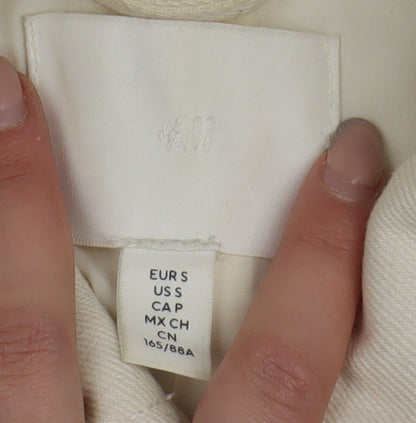 H&M
EUR S
US S
CA P
MX CH
CN
165/88A